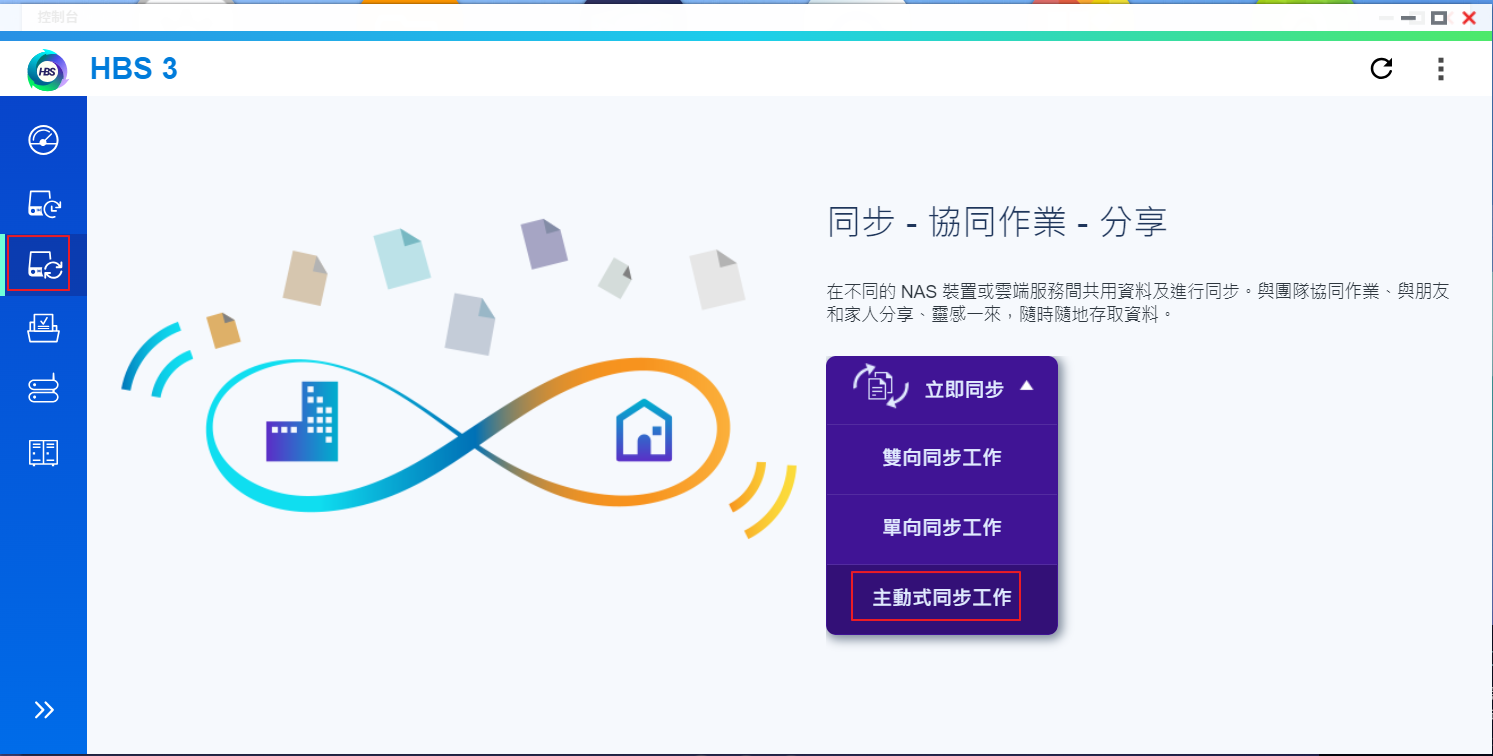 控制台
HBS
HBS 3
同步 - 協同作業 - 分享
在不同的 NAS 裝置或雲端服務間共用資料及進行同步。與團隊協同作業、與朋友
和家人分享、靈感一來，隨時隨地存取資料。
立即同步
雙向同步工作
單向同步工作
主動式同步工作